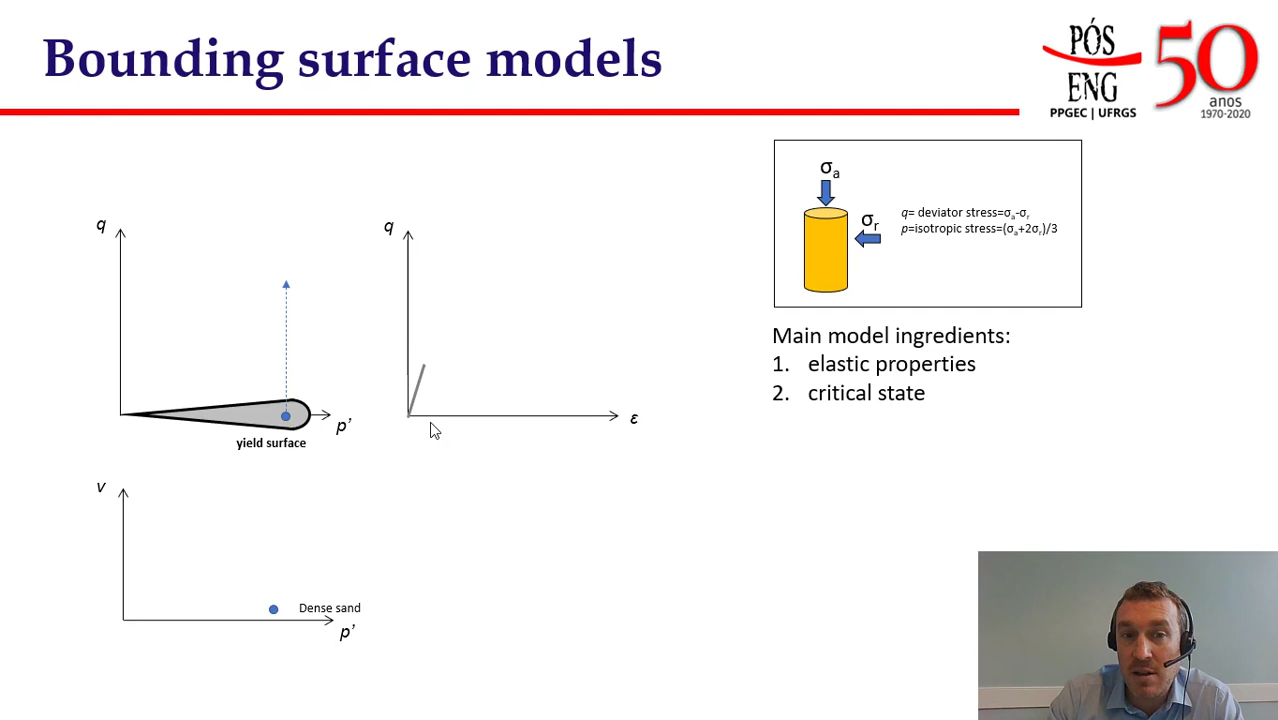 Bounding surface models
PÓS
ENG
PPGEC | UFRGS
50
anos
1970-2020
σa
σr
q= deviator stress=σa-σr
p=isotropic stress=(σa+2σr)/3
q
q
p’
ε
yield surface
Main model ingredients:
1. elastic properties
2. critical state
v
Dense sand
p’